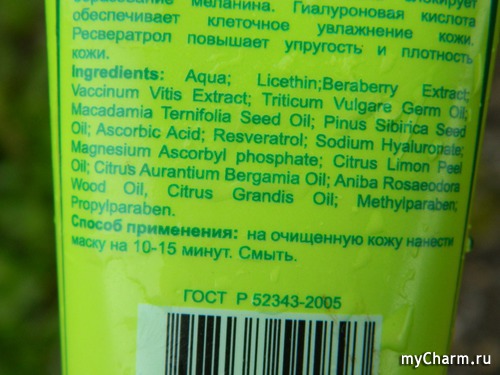 меланина. Гиалуроновая кислота
обеспечивает клеточное увлажнение кожи.
Ресвератрол повышает упругость и плотность
кожи.
Ingredients: Aqua; Licethin;Beraberry Extract;
Vaccinum Vitis Extract; Triticum Vulgare Germ Oil;
Macadamia Ternifolia Seed Oil; Pinus Sibirica Seed
Oil; Ascorbic Acid; Resveratrol; Sodium Hyaluronate;
Magnesium Ascorbyl phosphate; Citrus Limon Peel
Oil; Citrus Aurantium Bergamia Oil; Aniba Rosaeodora
Wood Oil, Citrus Grandis Oil; Methylparaben;
Propylparaben.
Способ применения: на очищенную кожу нанести
маску на 10-15 минут. Смыть.
ГОСТ Р 52343-2005
myCharm.ru